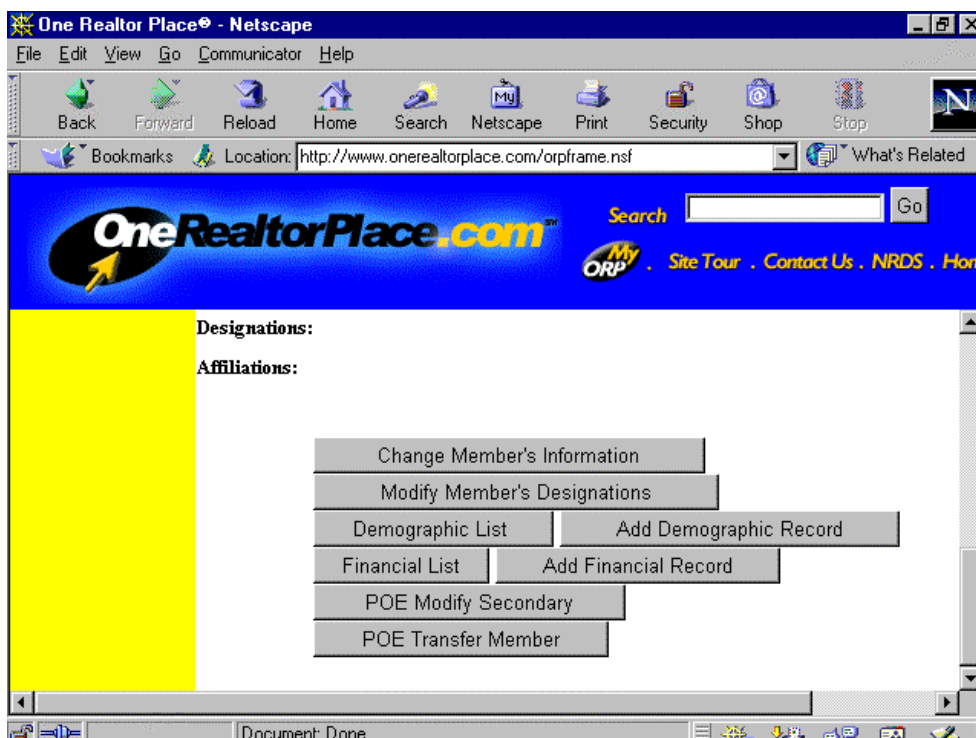 One Realtor Place® - Netscape
File Edit View Go Communicator Help
Back Forward Reload Home Search My Netscape Print Security Shop Stop N
Bookmarks Location: http://www.onerealtorplace.com/orpframe.nsf What's Related
OneRealtorPlace.com℠ Search Go
My ORP . Site Tour . Contact Us . NRDS . Hom
Designations:
Affiliations:
Change Member's Information
Modify Member's Designations
Demographic List Add Demographic Record
Financial List Add Financial Record
POE Modify Secondary
POE Transfer Member
Document: Done